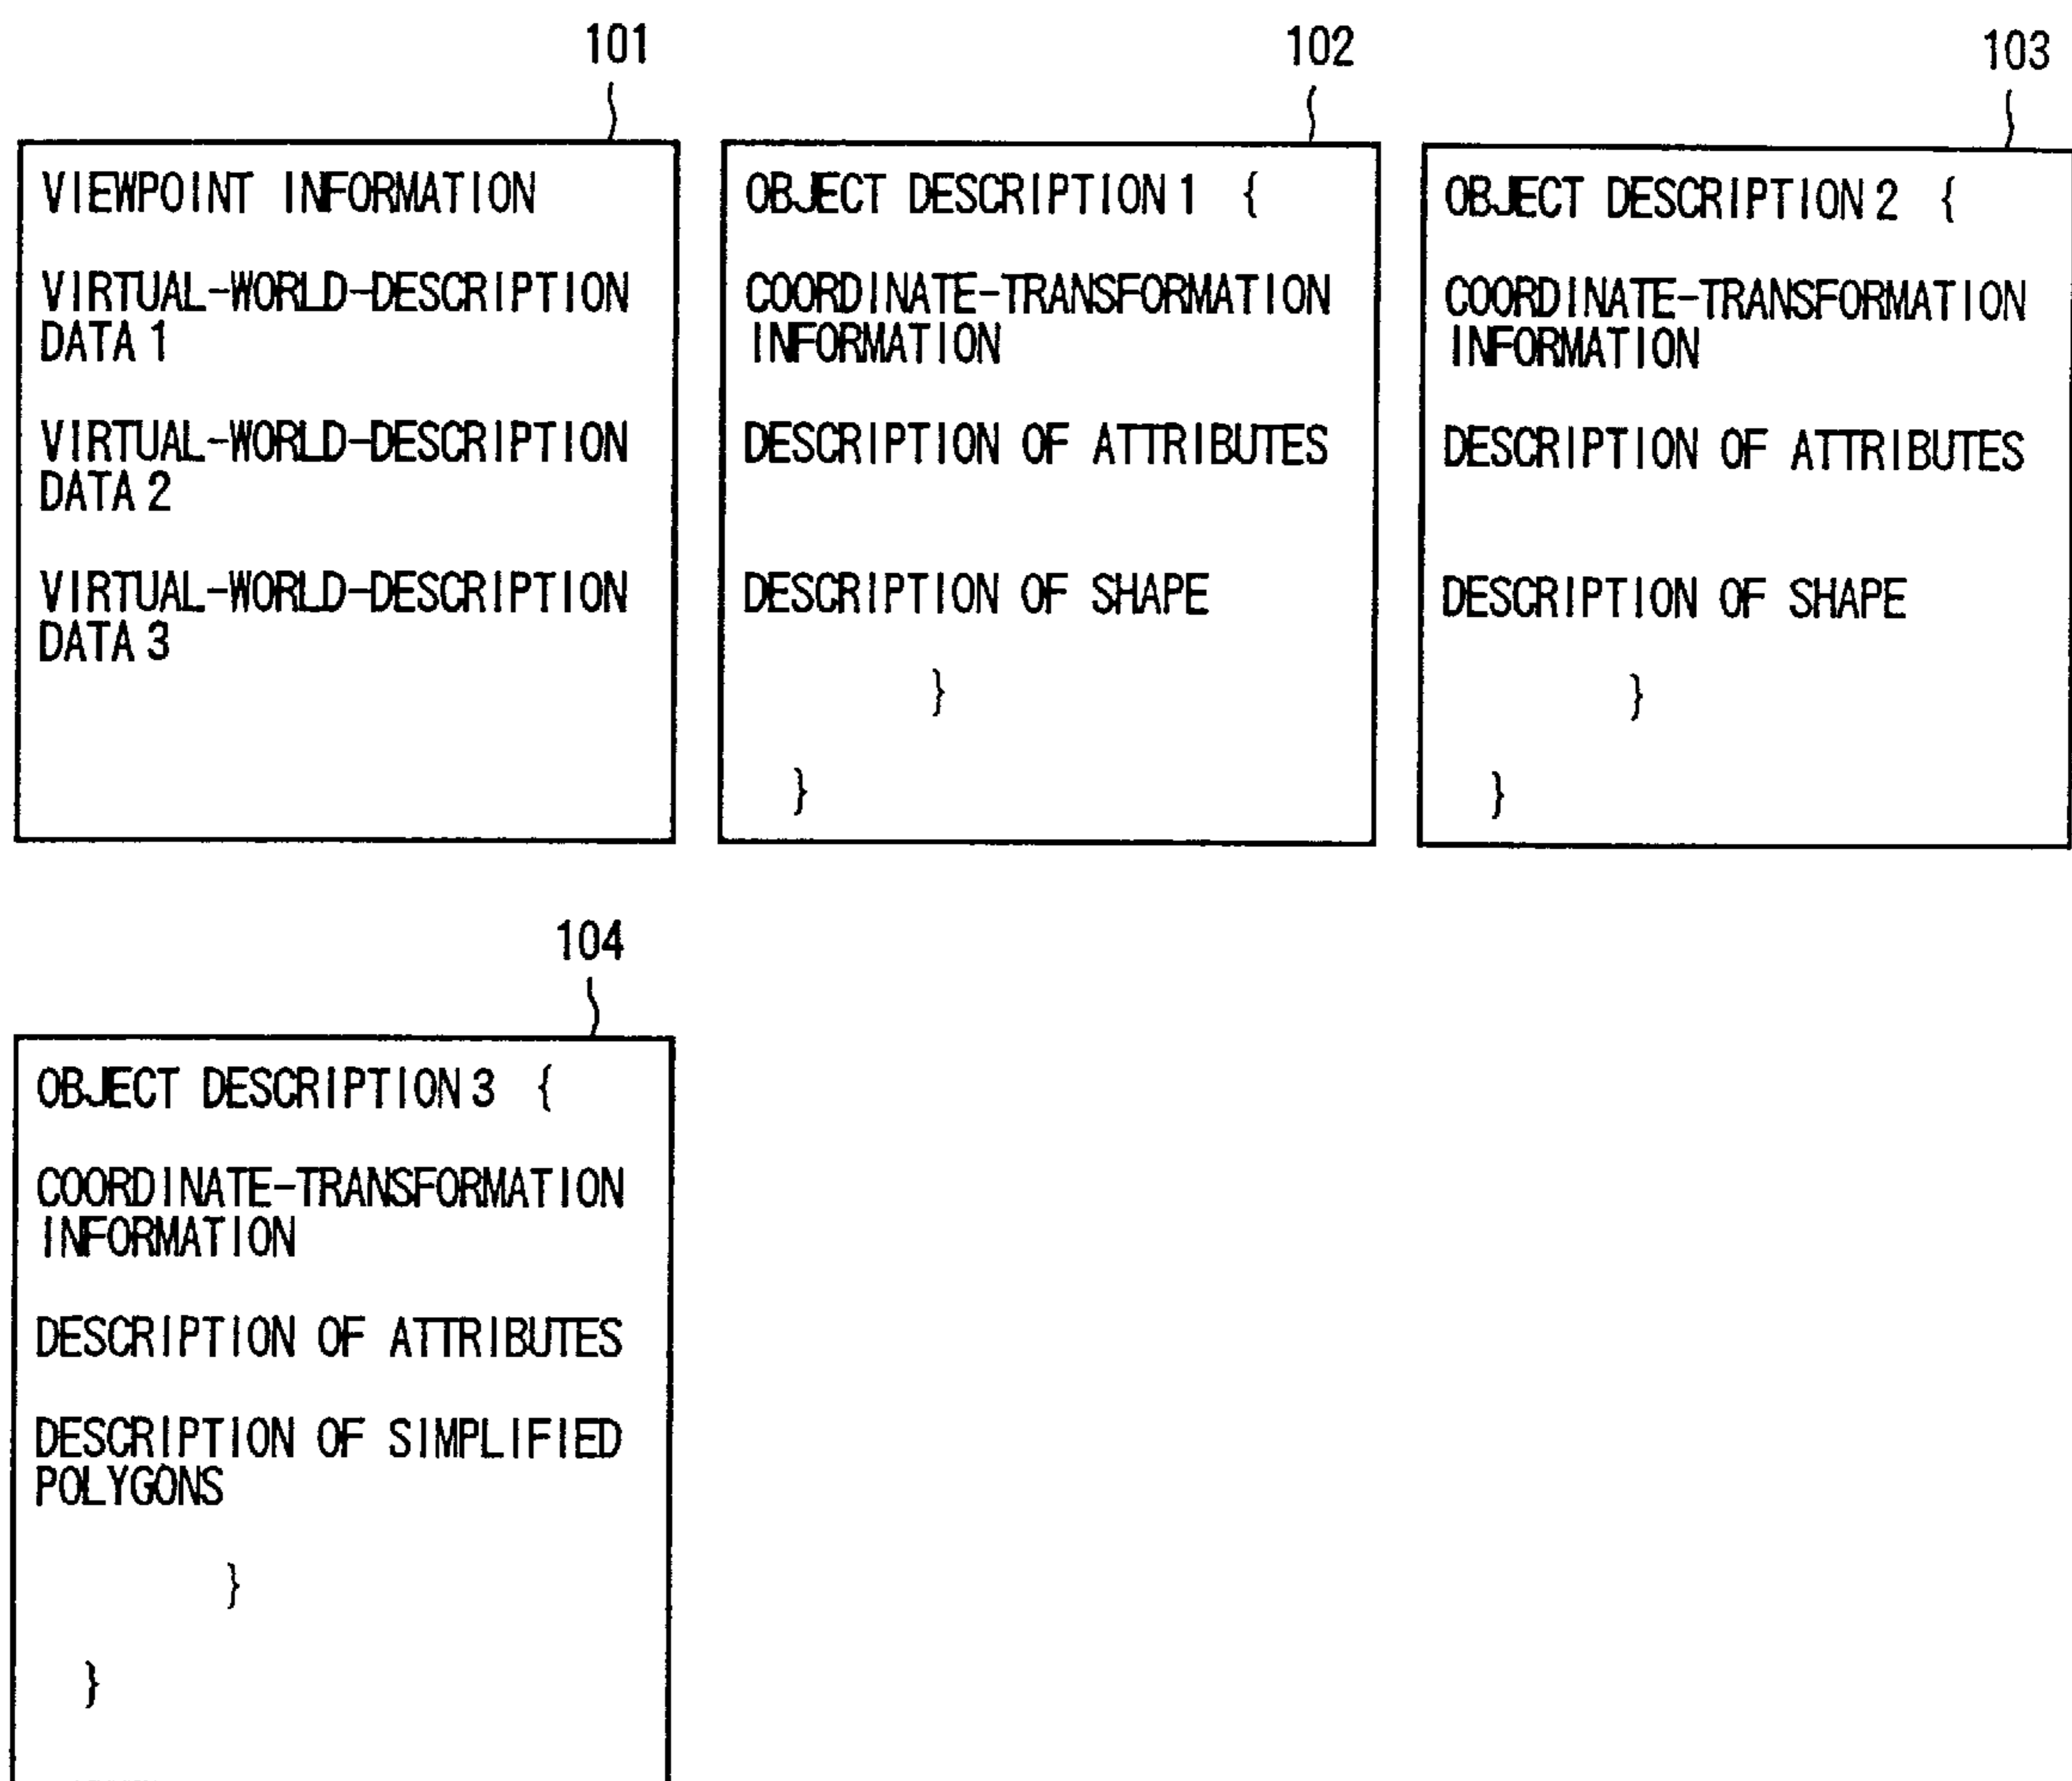 101
VIEWPOINT INFORMATION
VIRTUAL-WORLD-DESCRIPTION
DATA 1
VIRTUAL-WORLD-DESCRIPTION
DATA 2
VIRTUAL-WORLD-DESCRIPTION
DATA 3
102
OBJECT DESCRIPTION 1 {
COORDINATE-TRANSFORMATION
INFORMATION
DESCRIPTION OF ATTRIBUTES
DESCRIPTION OF SHAPE
}
}
103
OBJECT DESCRIPTION 2 {
COORDINATE-TRANSFORMATION
INFORMATION
DESCRIPTION OF ATTRIBUTES
DESCRIPTION OF SHAPE
}
}
104
OBJECT DESCRIPTION 3 {
COORDINATE-TRANSFORMATION
INFORMATION
DESCRIPTION OF ATTRIBUTES
DESCRIPTION OF SIMPLIFIED
POLYGONS
}
}